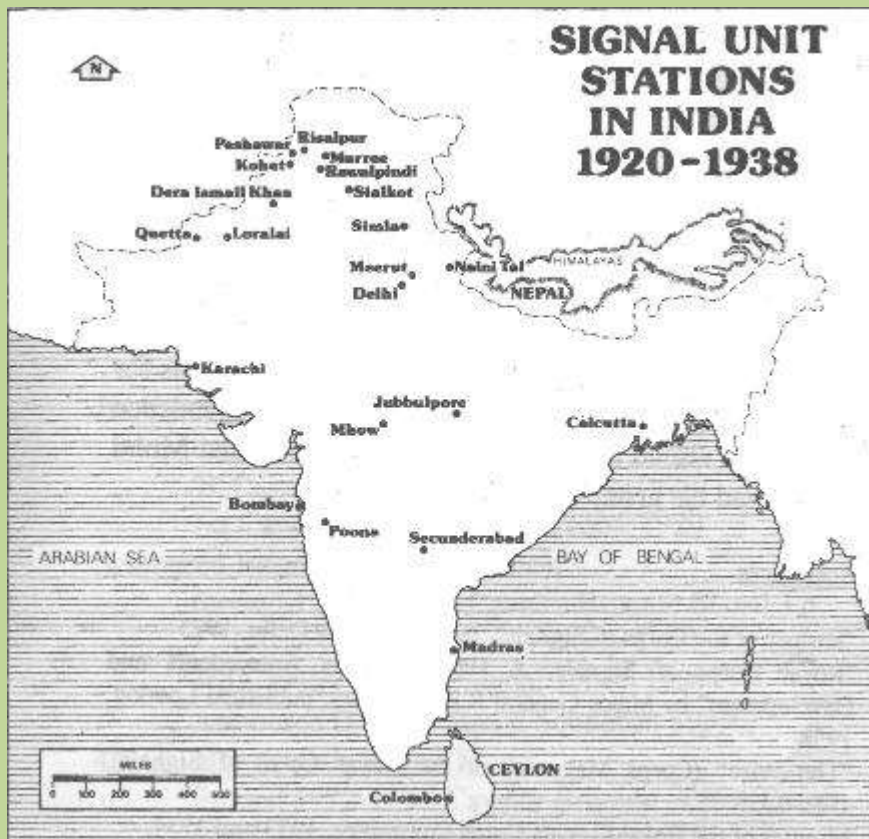 SIGNAL UNIT
STATIONS
IN INDIA
1920-1938
N
Risalpur
Peshawar
Murree
Kohat
Rawalpindi
Dera Ismail Khan
Sialkot
Simla
Quetta
Loralai
HIMALAYAS
Meerut
Naini Tal
Delhi
NEPAL
Karachi
Jubbulpore
Mhow
Calcutta
Bombay
Poona
Secunderabad
ARABIAN SEA
BAY OF BENGAL
Madras
MILES
0 100 200 300 400 500
CEYLON
Colombo